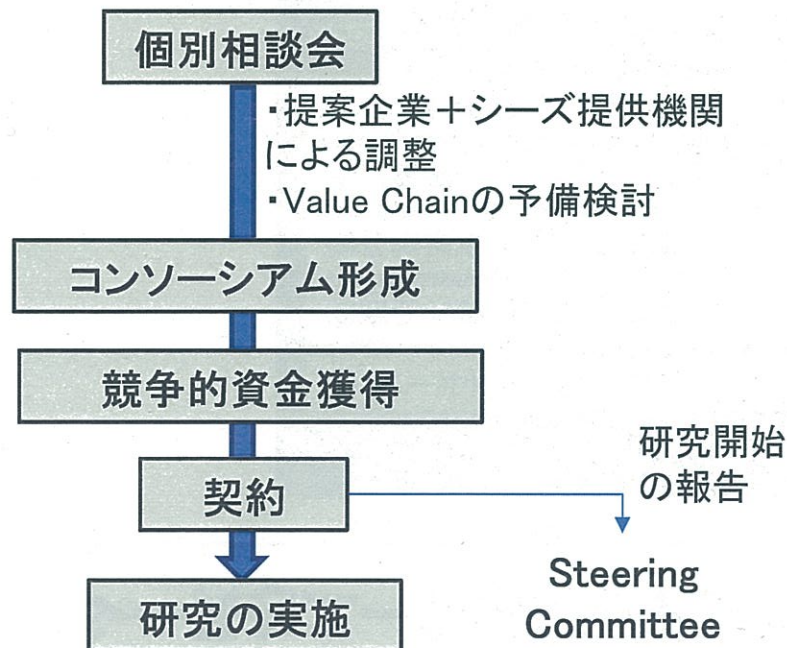 個別相談会
・提案企業＋シーズ提供機関
による調整
・Value Chainの予備検討
コンソーシアム形成
競争的資金獲得
契約
研究開始
の報告
Steering
Committee
研究の実施